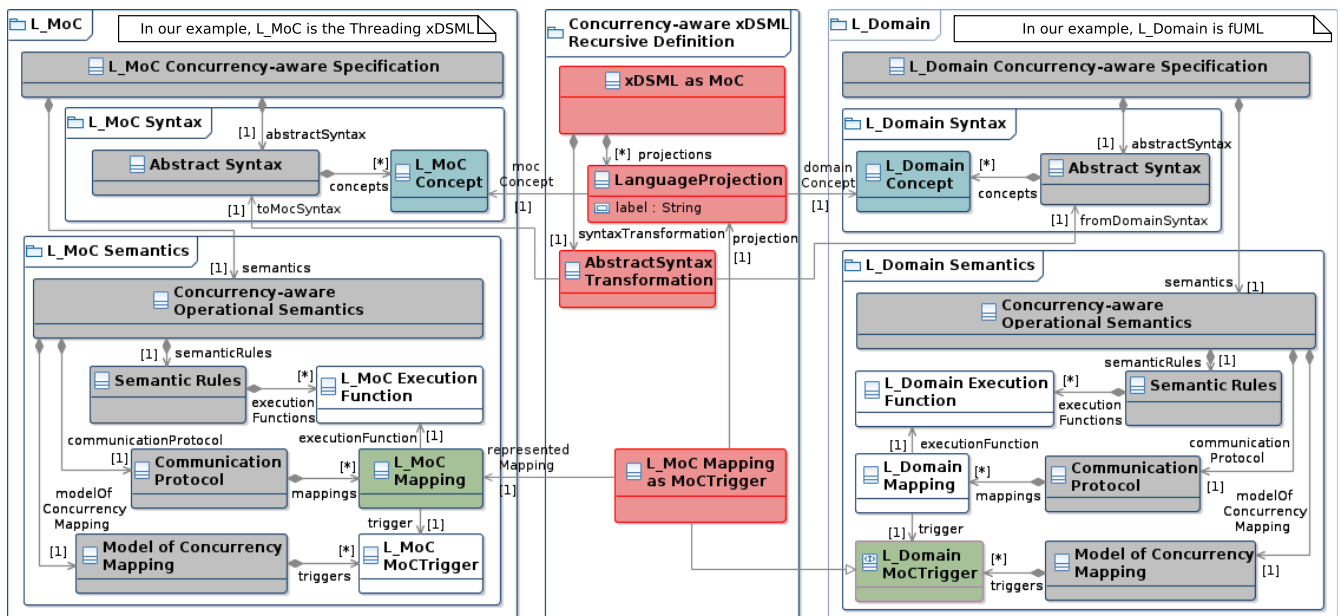 L_MoC
In our example, L_MoC is the Threading xDSML
L_MoC Concurrency-aware Specification
L_MoC Syntax
[1]
abstractSyntax
Abstract Syntax
[*]
concepts
L_MoC
Concept
[1]
toMocSyntax
L_MoC Semantics
[1]
semantics
Concurrency-aware
Operational Semantics
[1]
semanticRules
Semantic Rules
[*]
execution
Functions
L_MoC Execution
Function
communicationProtocol
[1]
executionFunction
[1]
Communication
Protocol
[*]
mappings
L_MoC
Mapping
modelOf
Concurrency
Mapping
[1]
trigger
[1]
Model of Concurrency
Mapping
[*]
triggers
L_MoC
MoCTrigger
Concurrency-aware xDSML
Recursive Definition
xDSML as MoC
[*]
projections
moc
Concept
[1]
LanguageProjection
label : String
domain
Concept
[1]
syntaxTransformation
[1]
projection
[1]
AbstractSyntax
Transformation
represented
Mapping
[1]
L_MoC Mapping
as MoCTrigger
L_Domain
In our example, L_Domain is fUML
L_Domain Concurrency-aware Specification
L_Domain Syntax
[1]
abstractSyntax
L_Domain
Concept
[*]
concepts
Abstract Syntax
[1]
fromDomainSyntax
L_Domain Semantics
semantics
[1]
Concurrency-aware
Operational Semantics
semanticRules
[1]
L_Domain Execution
Function
[*]
execution
Functions
Semantic Rules
[1]
executionFunction
communication
Protocol
[1]
L_Domain
Mapping
[*]
mappings
Communication
Protocol
modelOf
Concurrency
Mapping
[1]
[1]
trigger
L_Domain
MoCTrigger
[*]
triggers
Model of Concurrency
Mapping